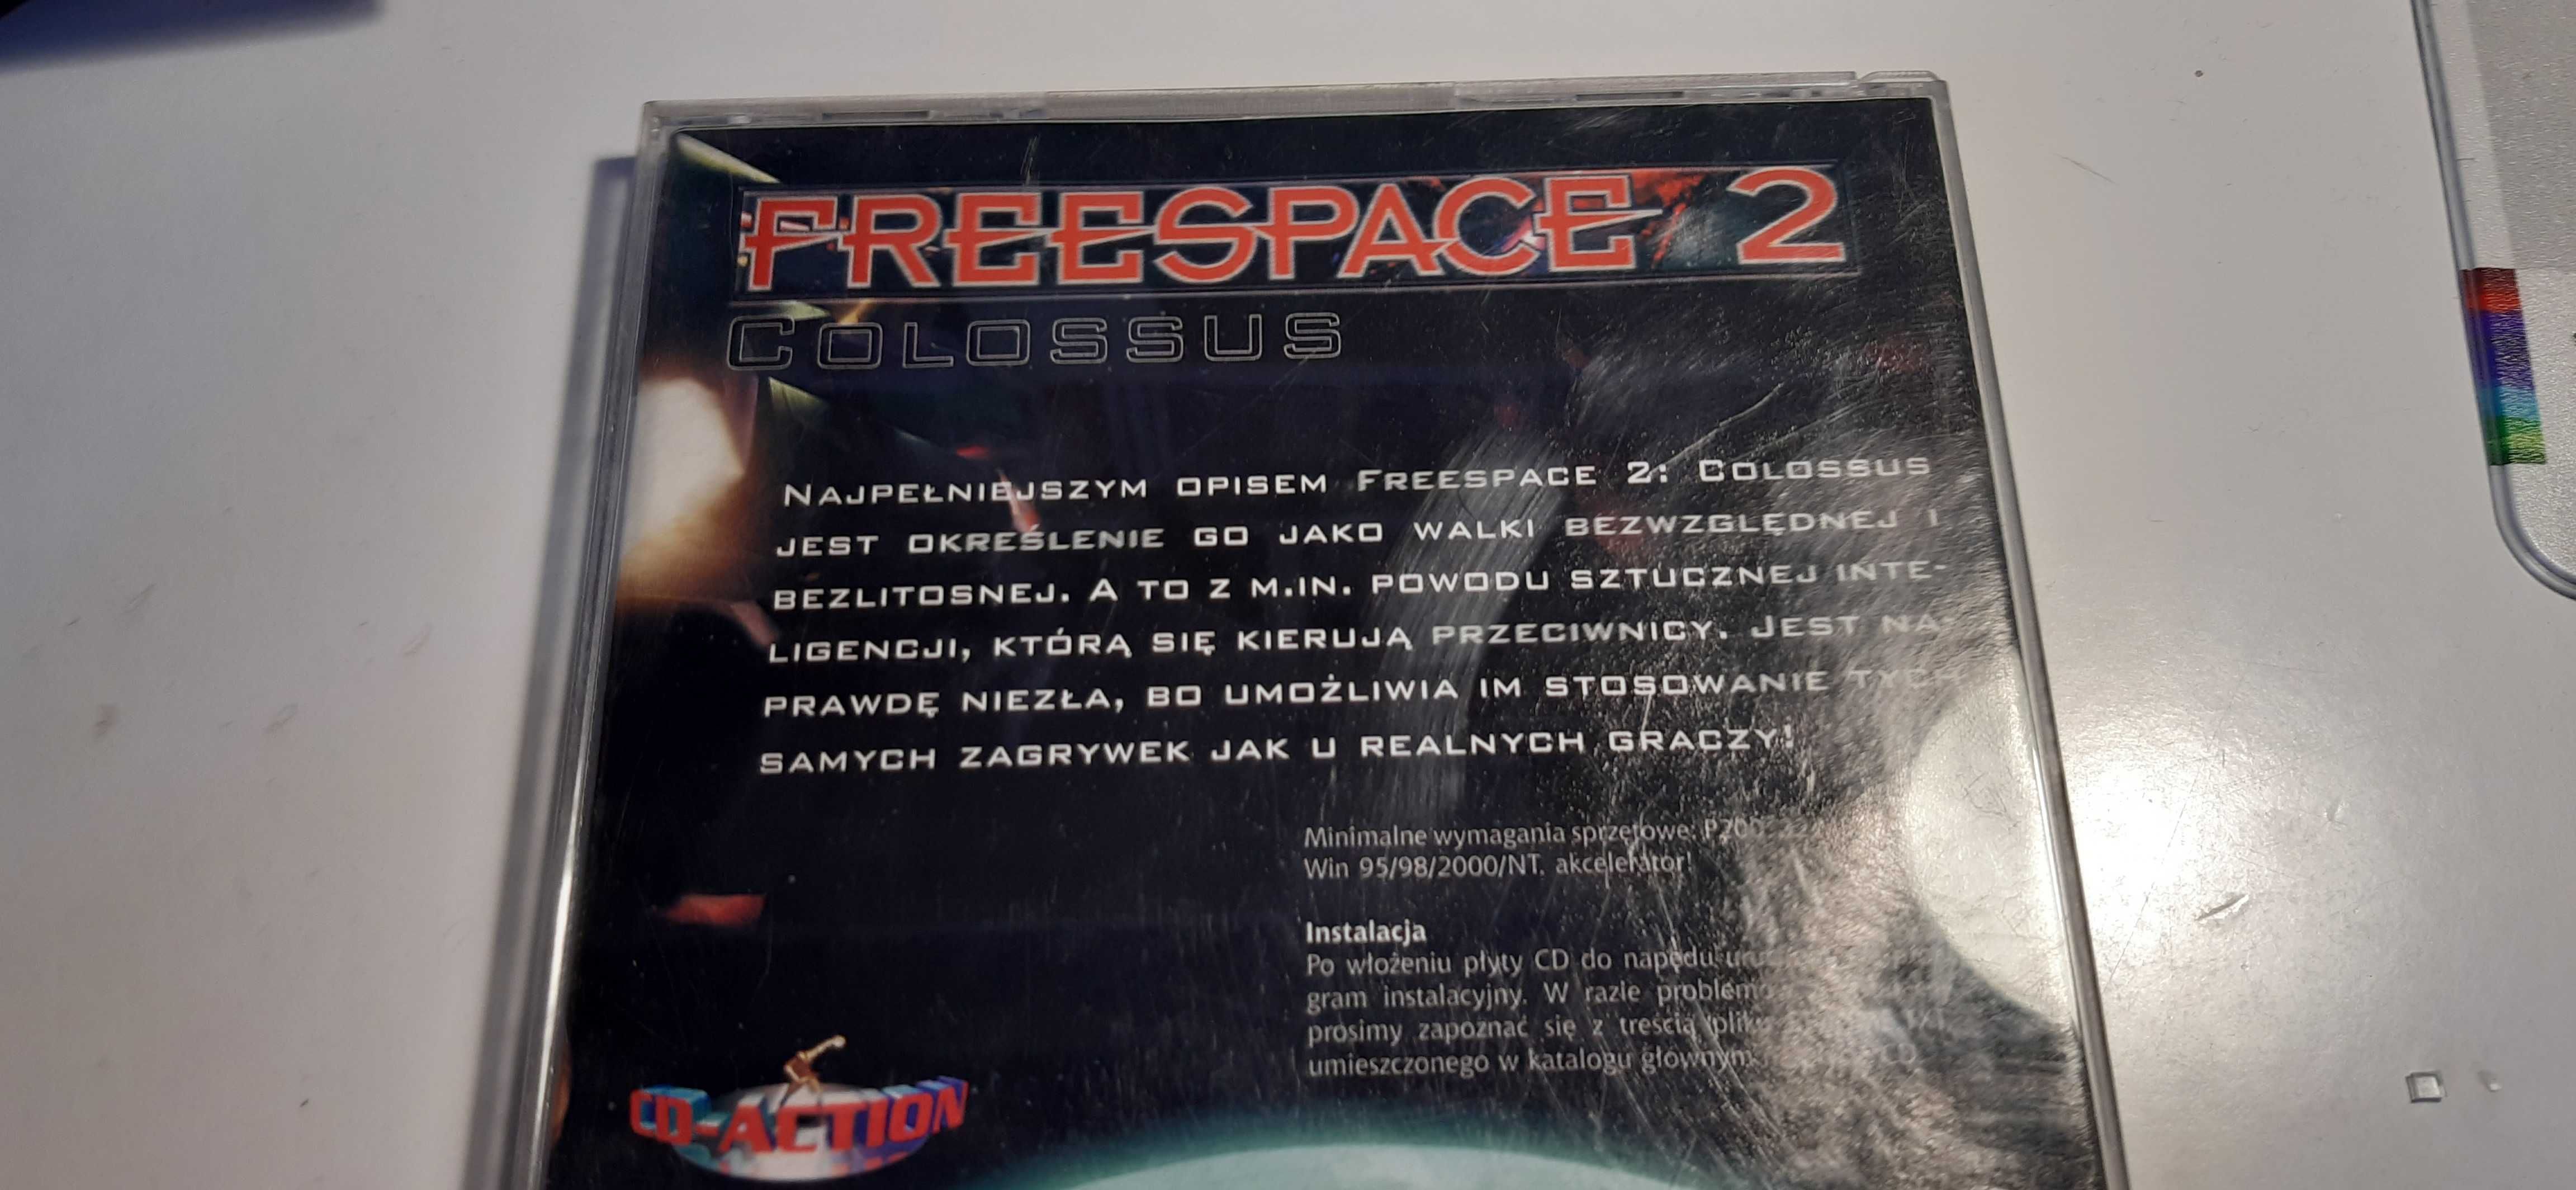 FREESPACE 2
COLOSSUS
NAJPEŁNIEJSZYM OPISEM FREESPACE 2: COLOSSUS
JEST OKREŚLENIE GO JAKO WALKI BEZWZGLĘDNEJ I
BEZLITOSNEJ. A TO Z M.IN. POWODU SZTUCZNEJ INTE-
LIGENCJI, KTÓRĄ SIĘ KIERUJĄ PRZECIWNICY. JEST NA-
PRAWDĘ NIEZŁA, BO UMOŻLIWIA IM STOSOWANIE TYCH
SAMYCH ZAGRYWEK JAK U REALNYCH GRACZY!
Minimalne wymagania sprzętowe: P200,
Win 95/98/2000/NT, akcelerator!
Instalacja
Po włożeniu płyty CD do napędu
gram instalacyjny. W razie
prosimy zapoznać się z treścią
umieszczonego w katalogu głównym CD
CD-ACTION